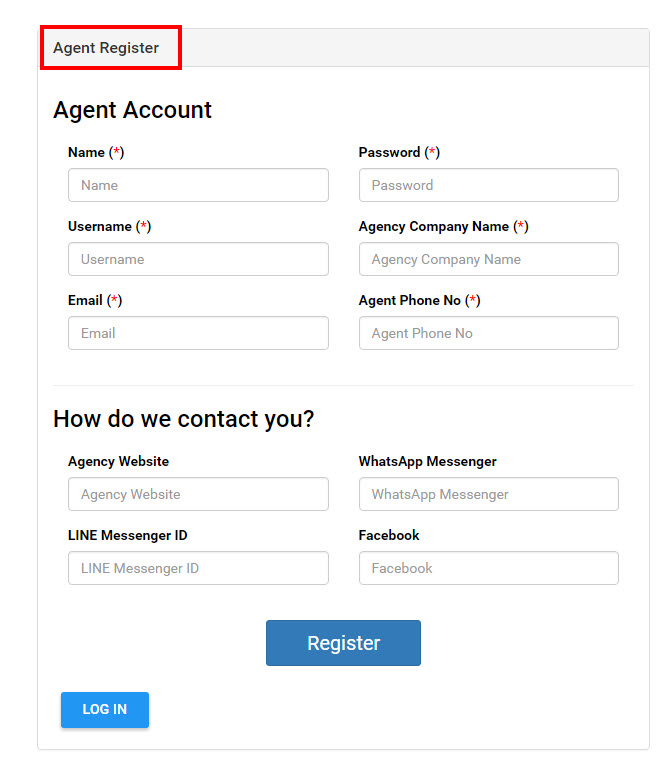 Agent Register
Agent Account
Name (*) Password (*)
Name Password
Username (*) Agency Company Name (*)
Username Agency Company Name
Email (*) Agent Phone No (*)
Email Agent Phone No
How do we contact you?
Agency Website WhatsApp Messenger
Agency Website WhatsApp Messenger
LINE Messenger ID Facebook
LINE Messenger ID Facebook
Register
LOG IN